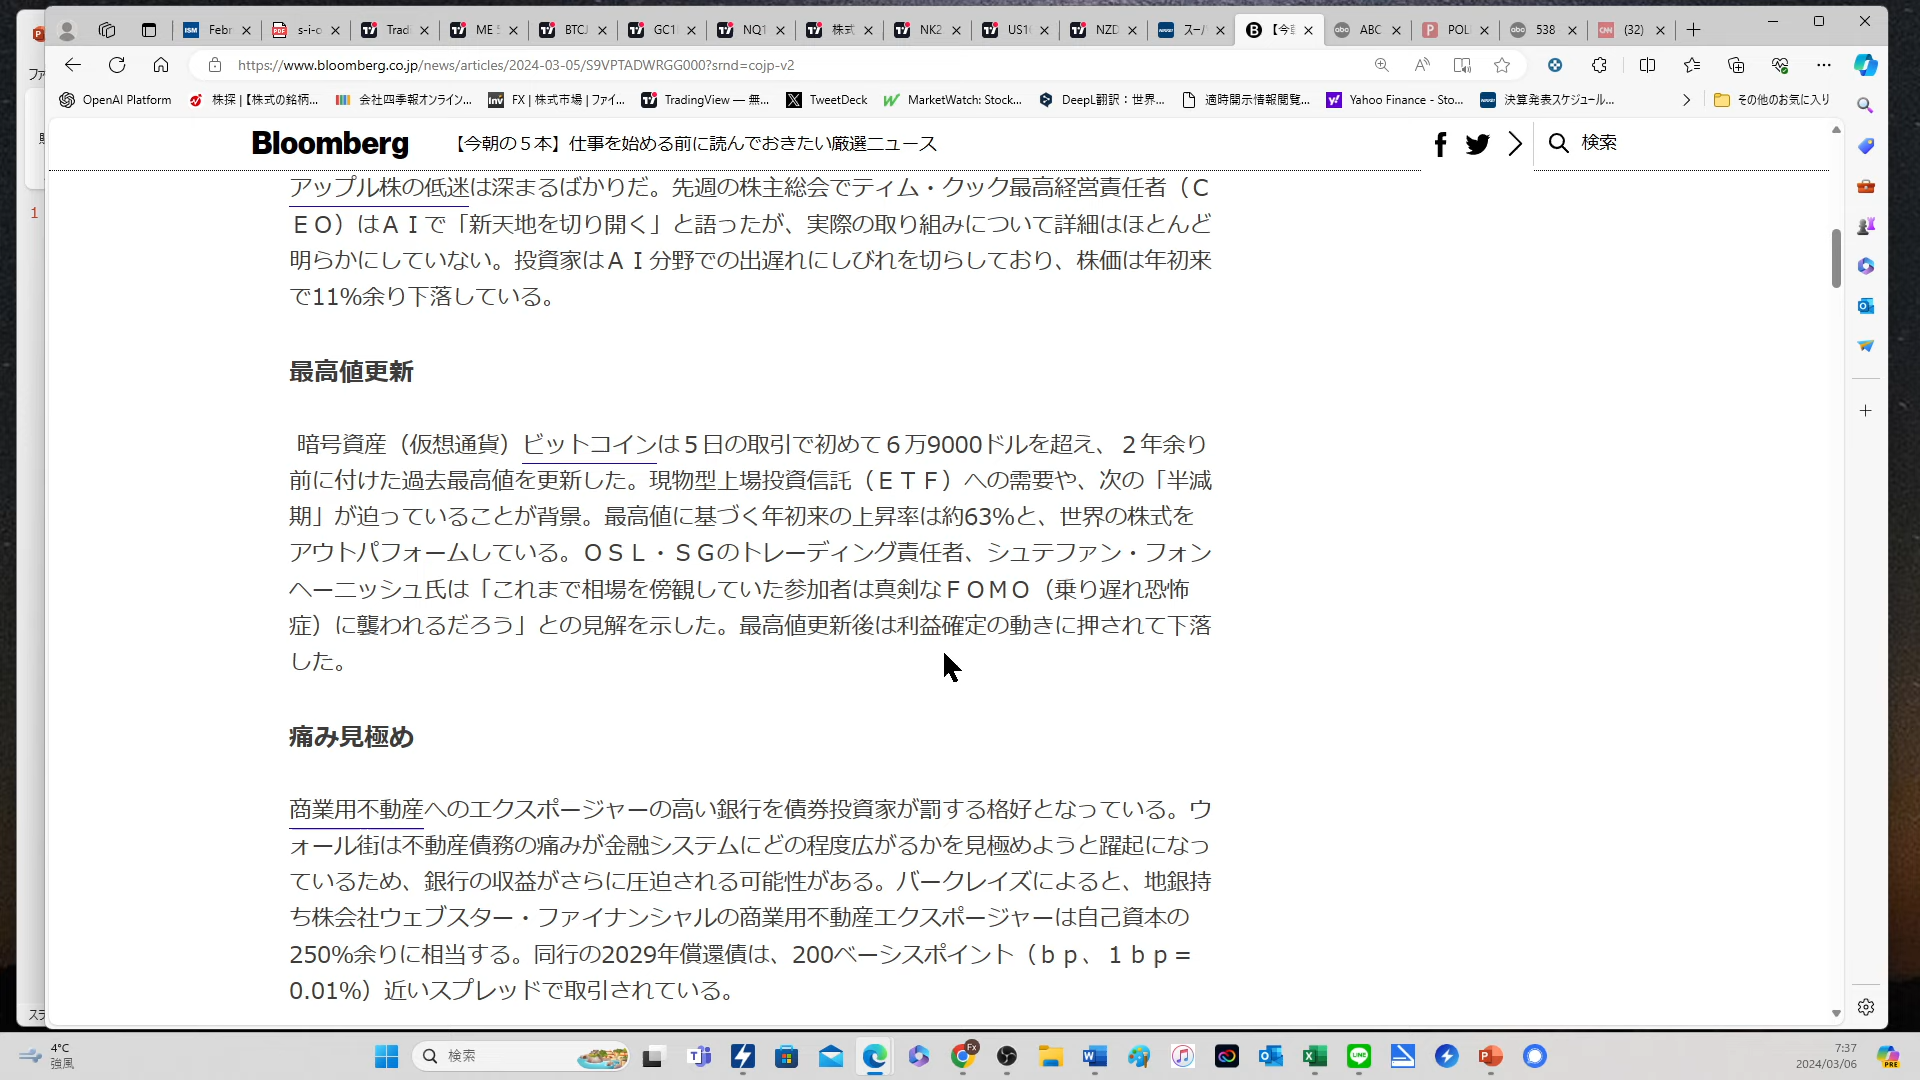 Febr
s-i-c
Tradi
ME 5
BTC
GC1
NQ1
株式
NK2
US10
NZD
スーパ
【今朝
ABC
POL
538
(32)
https://www.bloomberg.co.jp/news/articles/2024-03-05/S9VPTADWRGG000?srnd=cojp-v2
OpenAI Platform
株探 |【株式の銘柄...
会社四季報オンライン...
FX | 株式市場 | ファイ...
TradingView — 無...
TweetDeck
MarketWatch: Stock...
DeepL翻訳：世界...
適時開示情報閲覧...
Yahoo Finance - Sto...
決算発表スケジュール...
その他のお気に入り
Bloomberg
【今朝の５本】仕事を始める前に読んでおきたい厳選ニュース
検索
アップル株の低迷は深まるばかりだ。先週の株主総会でティム・クック最高経営責任者（Ｃ
ＥＯ）はＡＩで「新天地を切り開く」と語ったが、実際の取り組みについて詳細はほとんど
明らかにしていない。投資家はＡＩ分野での出遅れにしびれを切らしており、株価は年初来
で11％余り下落している。
最高値更新
暗号資産（仮想通貨）ビットコインは５日の取引で初めて６万9000ドルを超え、２年余り
前に付けた過去最高値を更新した。現物型上場投資信託（ＥＴＦ）への需要や、次の「半減
期」が迫っていることが背景。最高値に基づく年初来の上昇率は約63％と、世界の株式を
アウトパフォームしている。ＯＳＬ・ＳＧのトレーディング責任者、シュテファン・フォン
ヘーニッシュ氏は「これまで相場を傍観していた参加者は真剣なＦＯＭＯ（乗り遅れ恐怖
症）に襲われるだろう」との見解を示した。最高値更新後は利益確定の動きに押されて下落
した。
痛み見極め
商業用不動産へのエクスポージャーの高い銀行を債券投資家が罰する格好となっている。ウ
ォール街は不動産債務の痛みが金融システムにどの程度広がるかを見極めようと躍起になっ
ているため、銀行の収益がさらに圧迫される可能性がある。バークレイズによると、地銀持
ち株会社ウェブスター・ファイナンシャルの商業用不動産エクスポージャーは自己資本の
250％余りに相当する。同行の2029年償還債は、200ベーシスポイント（ｂｐ、１ｂｐ＝
0.01％）近いスプレッドで取引されている。
1
4°C
強風
検索
7:37
2024/03/06